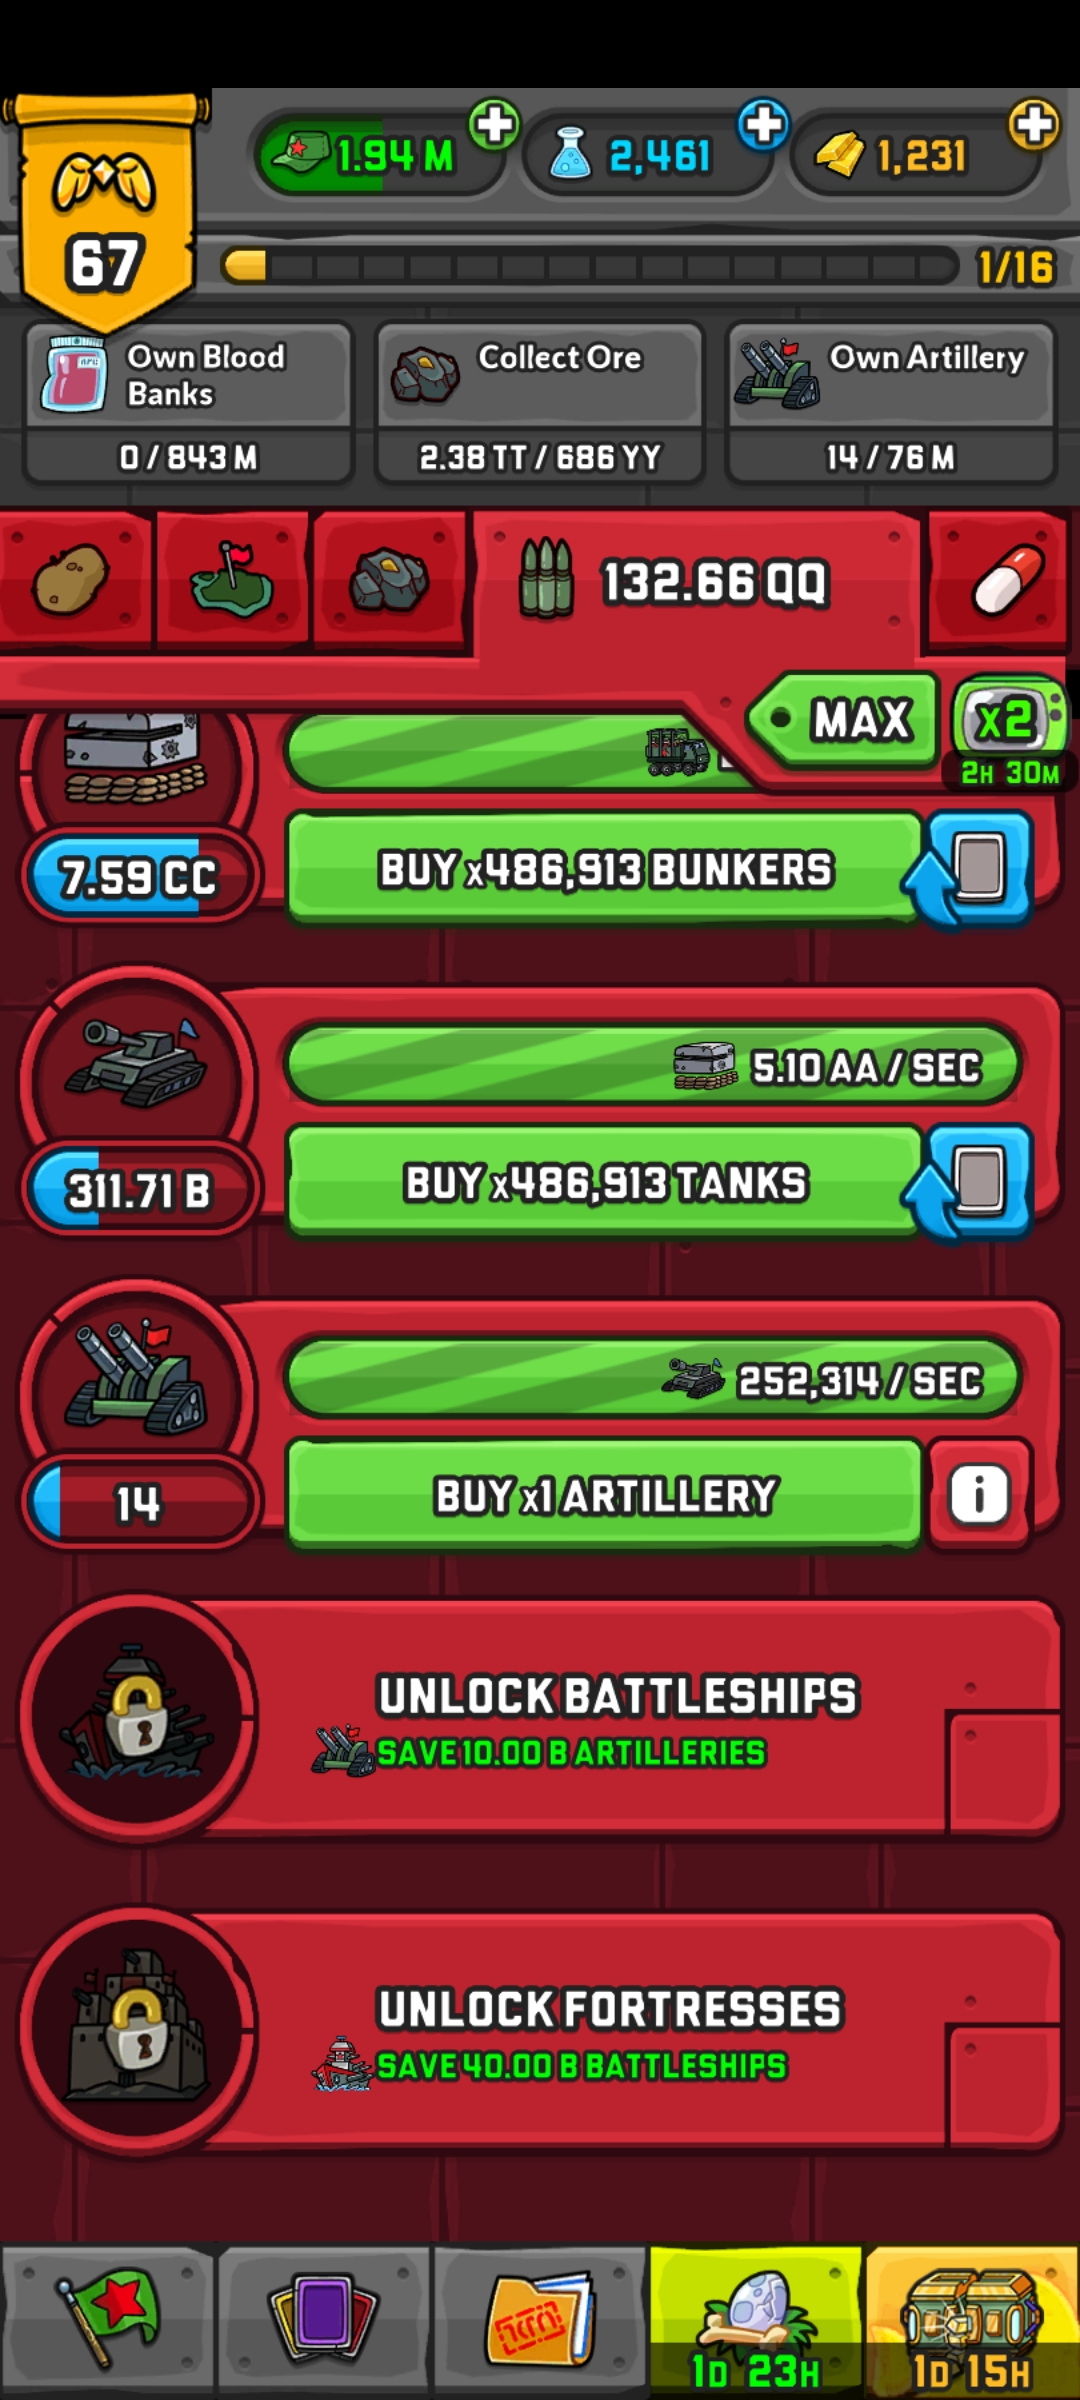 1.94 M
2,461
1,231
67
1/16
Own Blood
Banks
Collect Ore
Own Artillery
0 / 843 M
2.38 TT / 686 YY
14 / 76 M
132.66 QQ
MAX
x2
2H 30M
7.59 CC
BUY x486,913 BUNKERS
5.10 AA / SEC
311.71 B
BUY x486,913 TANKS
252,314 / SEC
14
BUY x1 ARTILLERY
i
UNLOCK BATTLESHIPS
SAVE 10.00 B ARTILLERIES
UNLOCK FORTRESSES
SAVE 40.00 B BATTLESHIPS
1D 23H
1D 15H